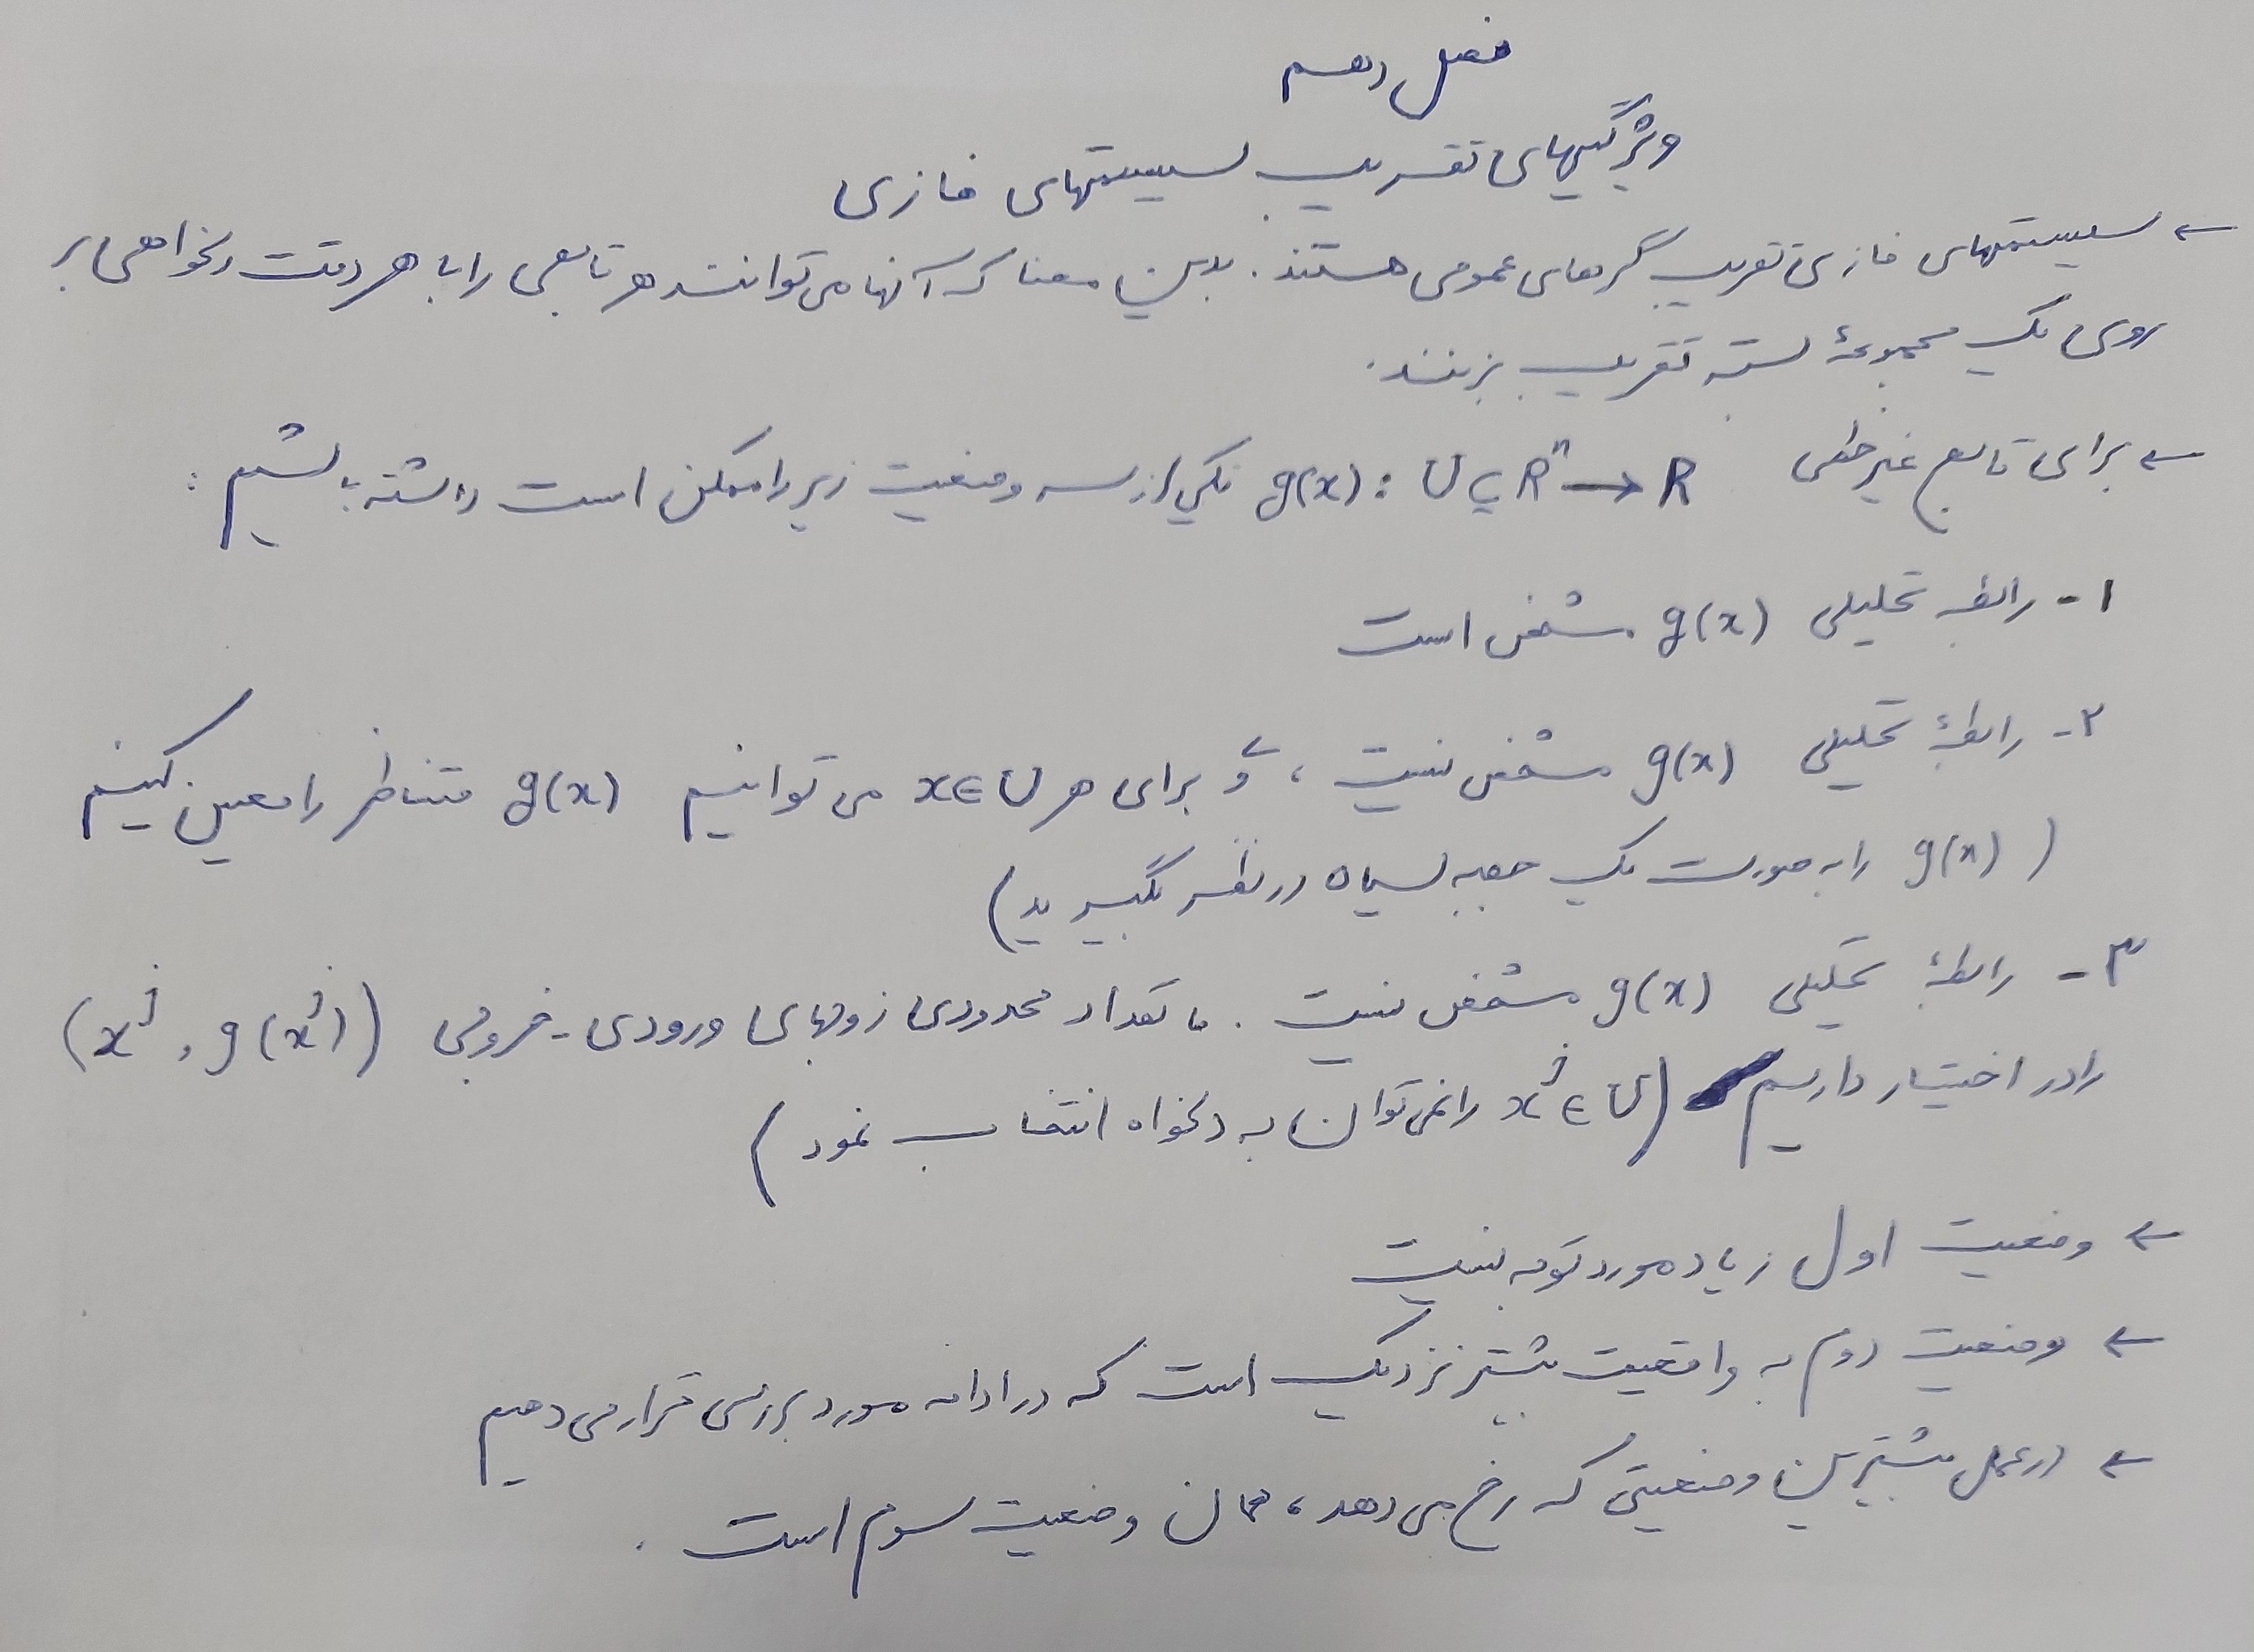 فصل دهم
ویژگیهای تقریب سیستمهای فازی
← سیستمهای فازی تقریب گرهای عمومی هستند. بدین معنا که آنها می توانند هر تابعی را با هر دقت دلخواهی بر
روی یک مجموعهٔ بسته تقریب بزنند.
← برای تابع غیرخطی g(x): U ⊆ Rⁿ → R یکی از سه وضعیت زیر را ممکن است داشته باشیم:
۱- رابطه تحلیلی g(x) مشخص است
۲- رابطهٔ تحلیلی g(x) مشخص نیست، برای هر x∈U می توانیم g(x) متناظر را معین کنیم
(g(x) را به صورت یک جعبه سیاه در نظر بگیرید)
۳- رابطهٔ تحلیلی g(x) مشخص نیست. ما تعداد محدودی زوجهای ورودی-خروجی (xʲ, g(xʲ))
را در اختیار داریم (xʲ∈U را نمی توان به دلخواه انتخاب نمود)
← وضعیت اول زیاد مورد توجه نیست
← وضعیت دوم به واقعیت بیشتر نزدیک است که در ادامه مورد بررسی قرار می دهیم
← در عمل بیشترین وضعیتی که رخ می دهد، همان وضعیت سوم است.